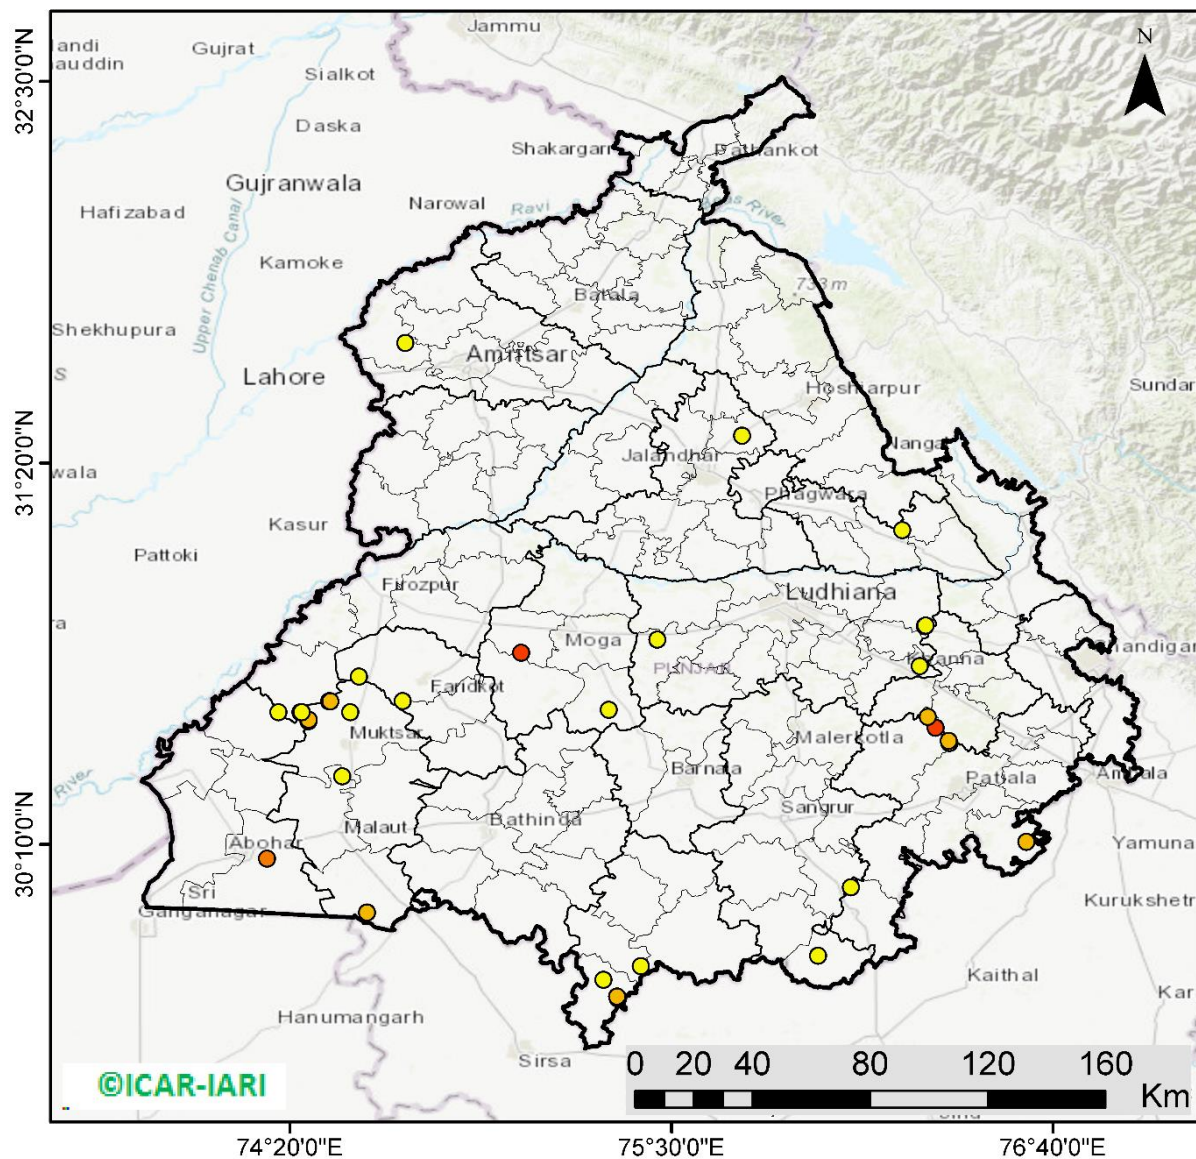 Jammu
N
andi
auddin
Gujrat
Sialkot
32°30'0"N
Daska
Shakargarh
Pathankot
Gujranwala
Hafizabad
Narowal
Ravi
River
Upper Chenab Canal
Kamoke
Batala
733 m
Shekhupura
S
Amritsar
Lahore
Hoshiarpur
Sundar
31°20'0"N
wala
Jalandhar
Nanga
Phagwara
Kasur
Pattoki
Firozpur
Ludhiana
ra
Moga
Chandigar
PUNJAB
Khanna
Faridkot
Muktsar
Malerkotla
River
Barnala
Patiala
Ambala
Sangrur
Bathinda
Malaut
30°10'0"N
Abohar
Yamuna
Sri
Ganganagar
Kurukshetr
Kaithal
Kar
Hanumangarh
Sirsa
0 20 40 80 120 160
Km
©ICAR-IARI
74°20'0"E 75°30'0"E 76°40'0"E